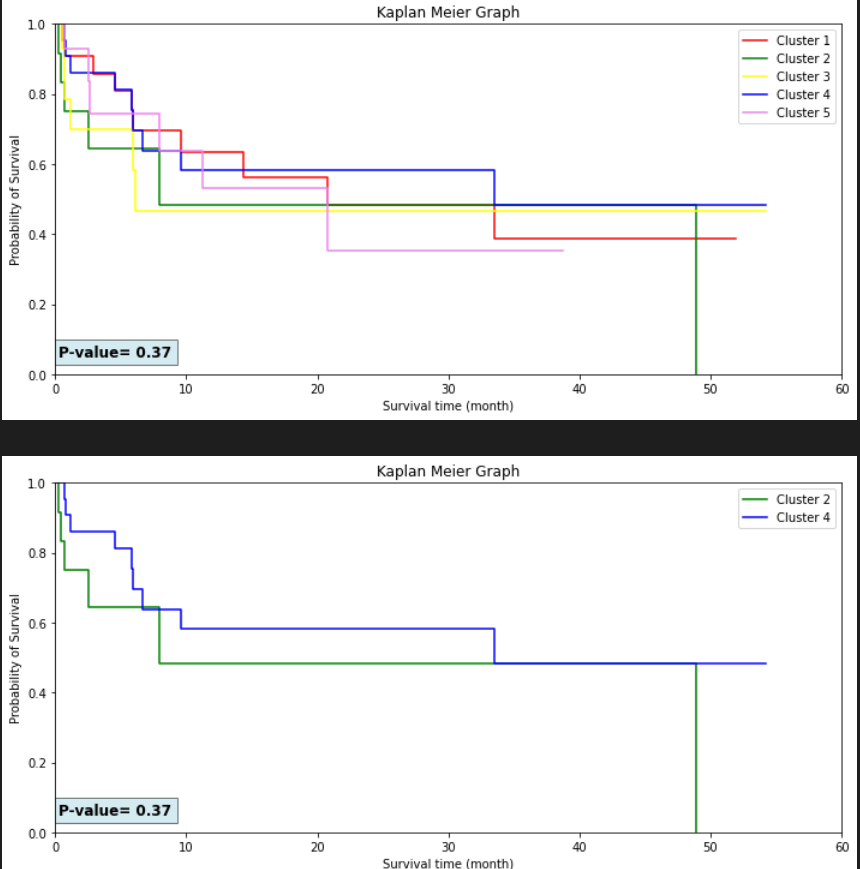 Kaplan Meier Graph
1.0
0.8
0.6
0.4
0.2
0.0
Probability of Survival
Cluster 1
Cluster 2
Cluster 3
Cluster 4
Cluster 5
P-value= 0.37
0 10 20 30 40 50 60
Survival time (month)
Kaplan Meier Graph
1.0
0.8
0.6
0.4
0.2
0.0
Probability of Survival
Cluster 2
Cluster 4
P-value= 0.37
0 10 20 30 40 50 60
Survival time (month)